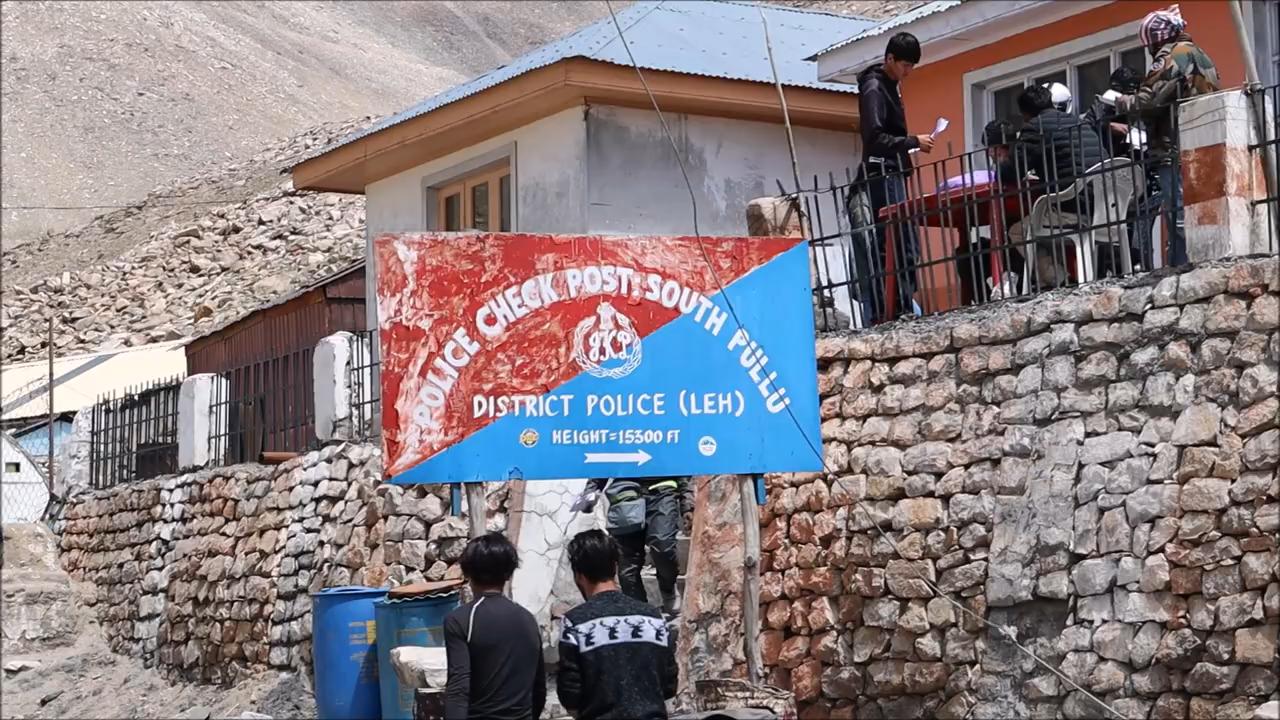 POLICE CHECK POST: SOUTH PULLU
JKP
DISTRICT POLICE (LEH)
HEIGHT=15300 FT